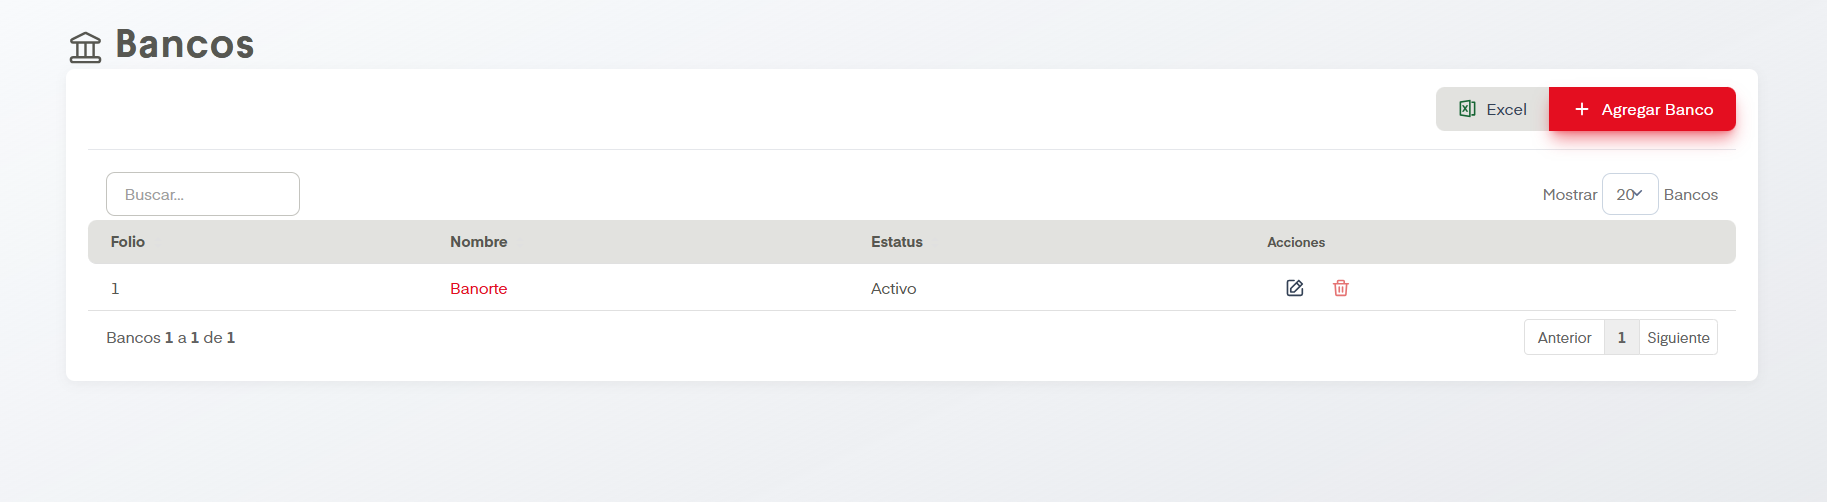 Bancos
Excel
Agregar Banco
Buscar...
Mostrar 20 Bancos
Folio Nombre Estatus Acciones
1 Banorte Activo
Bancos 1 a 1 de 1
Anterior 1 Siguiente